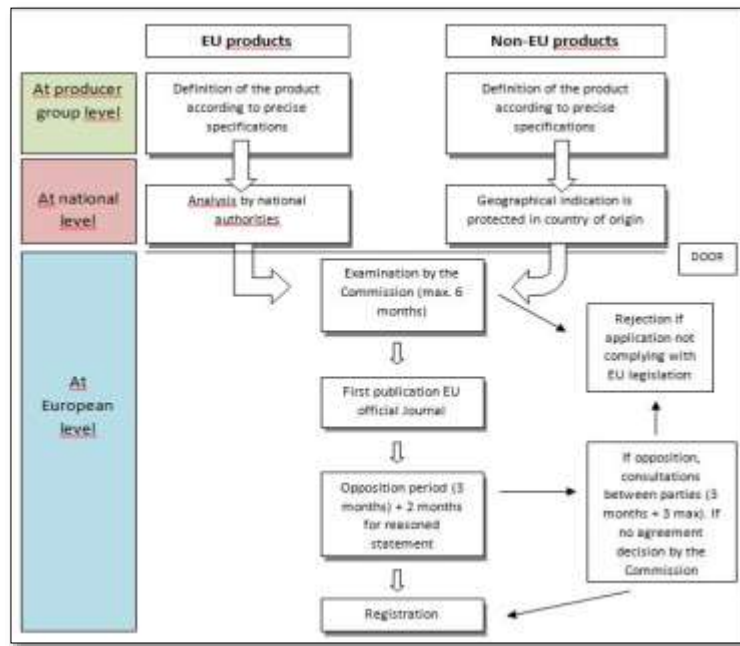 EU products
Non-EU products
At producer
group level
Definition of the product
according to precise
specifications
Definition of the product
according to precise
specifications
At national
level
Analysis by national
authorities
Geographical indication is
protected in country of origin
DOOR
At
European
level
Examination by the
Commission (max. 6
months)
Rejection if
application not
complying with
EU legislation
First publication EU
official Journal
Opposition period (3
months) + 2 months
for reasoned
statement
If opposition,
consultations
between parties (3
months + 3 max). If
no agreement
decision by the
Commission
Registration